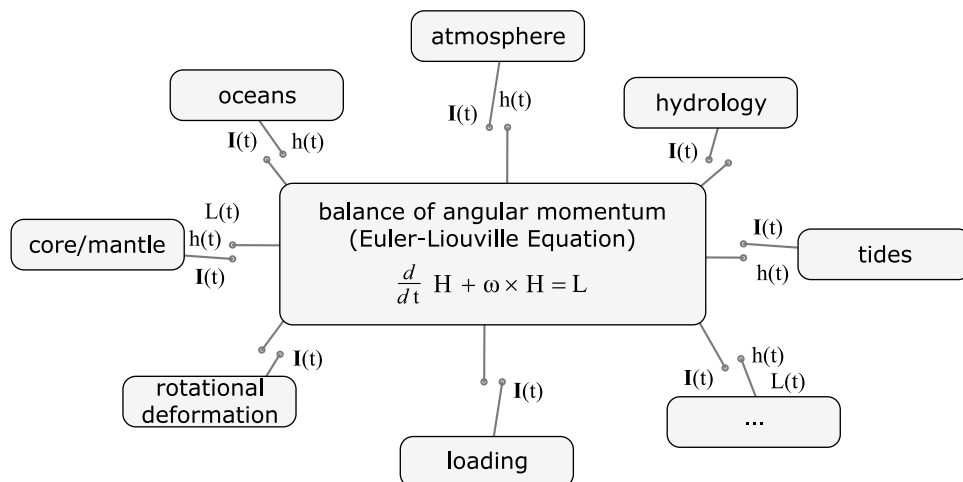 atmosphere
I(t)
h(t)
oceans
I(t)
h(t)
hydrology
I(t)
balance of angular momentum
(Euler-Liouville Equation)
d/dt H + ω × H = L
core/mantle
L(t)
h(t)
I(t)
tides
I(t)
h(t)
rotational
deformation
I(t)
loading
I(t)
...
I(t)
h(t)
L(t)